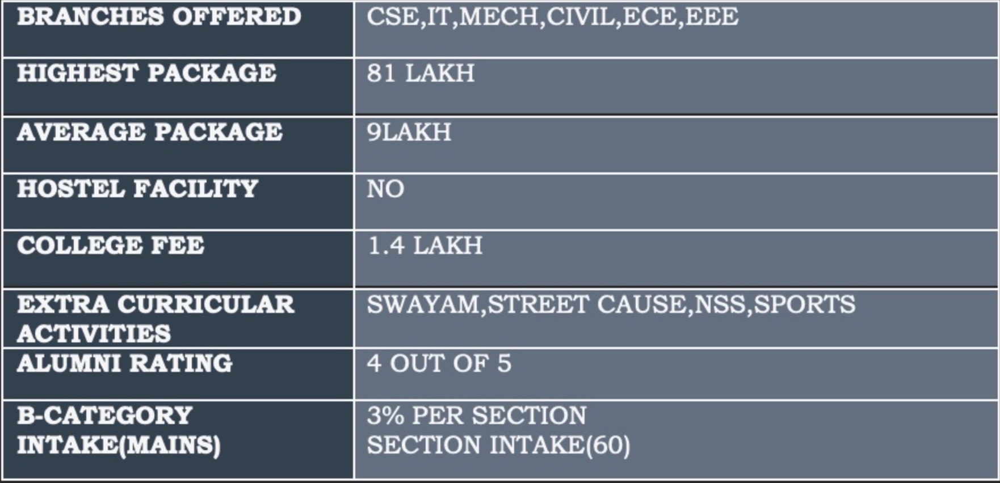 BRANCHES OFFERED
CSE,IT,MECH,CIVIL,ECE,EEE
HIGHEST PACKAGE
81 LAKH
AVERAGE PACKAGE
9LAKH
HOSTEL FACILITY
NO
COLLEGE FEE
1.4 LAKH
EXTRA CURRICULAR
ACTIVITIES
SWAYAM,STREET CAUSE,NSS,SPORTS
ALUMNI RATING
4 OUT OF 5
B-CATEGORY
INTAKE(MAINS)
3% PER SECTION
SECTION INTAKE(60)